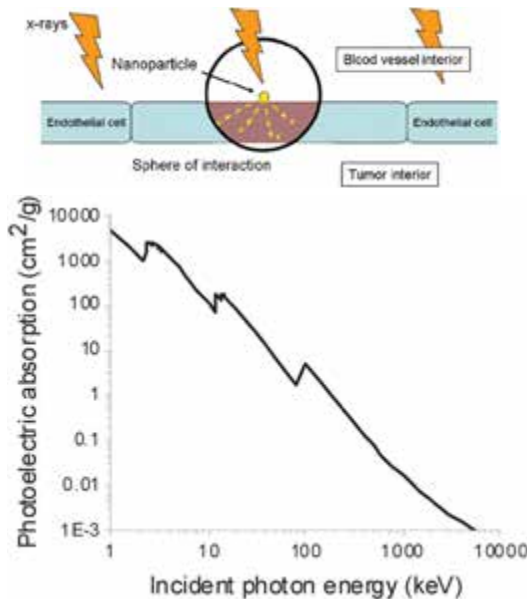 x-rays
Nanoparticle
Blood vessel interior
Endothelial cell
Endothelial cell
Sphere of interaction
Tumor interior
Photoelectric absorption (cm²/g)
10000
1000
100
10
1
0.1
0.01
1E-3
1 10 100 1000 10000
Incident photon energy (keV)